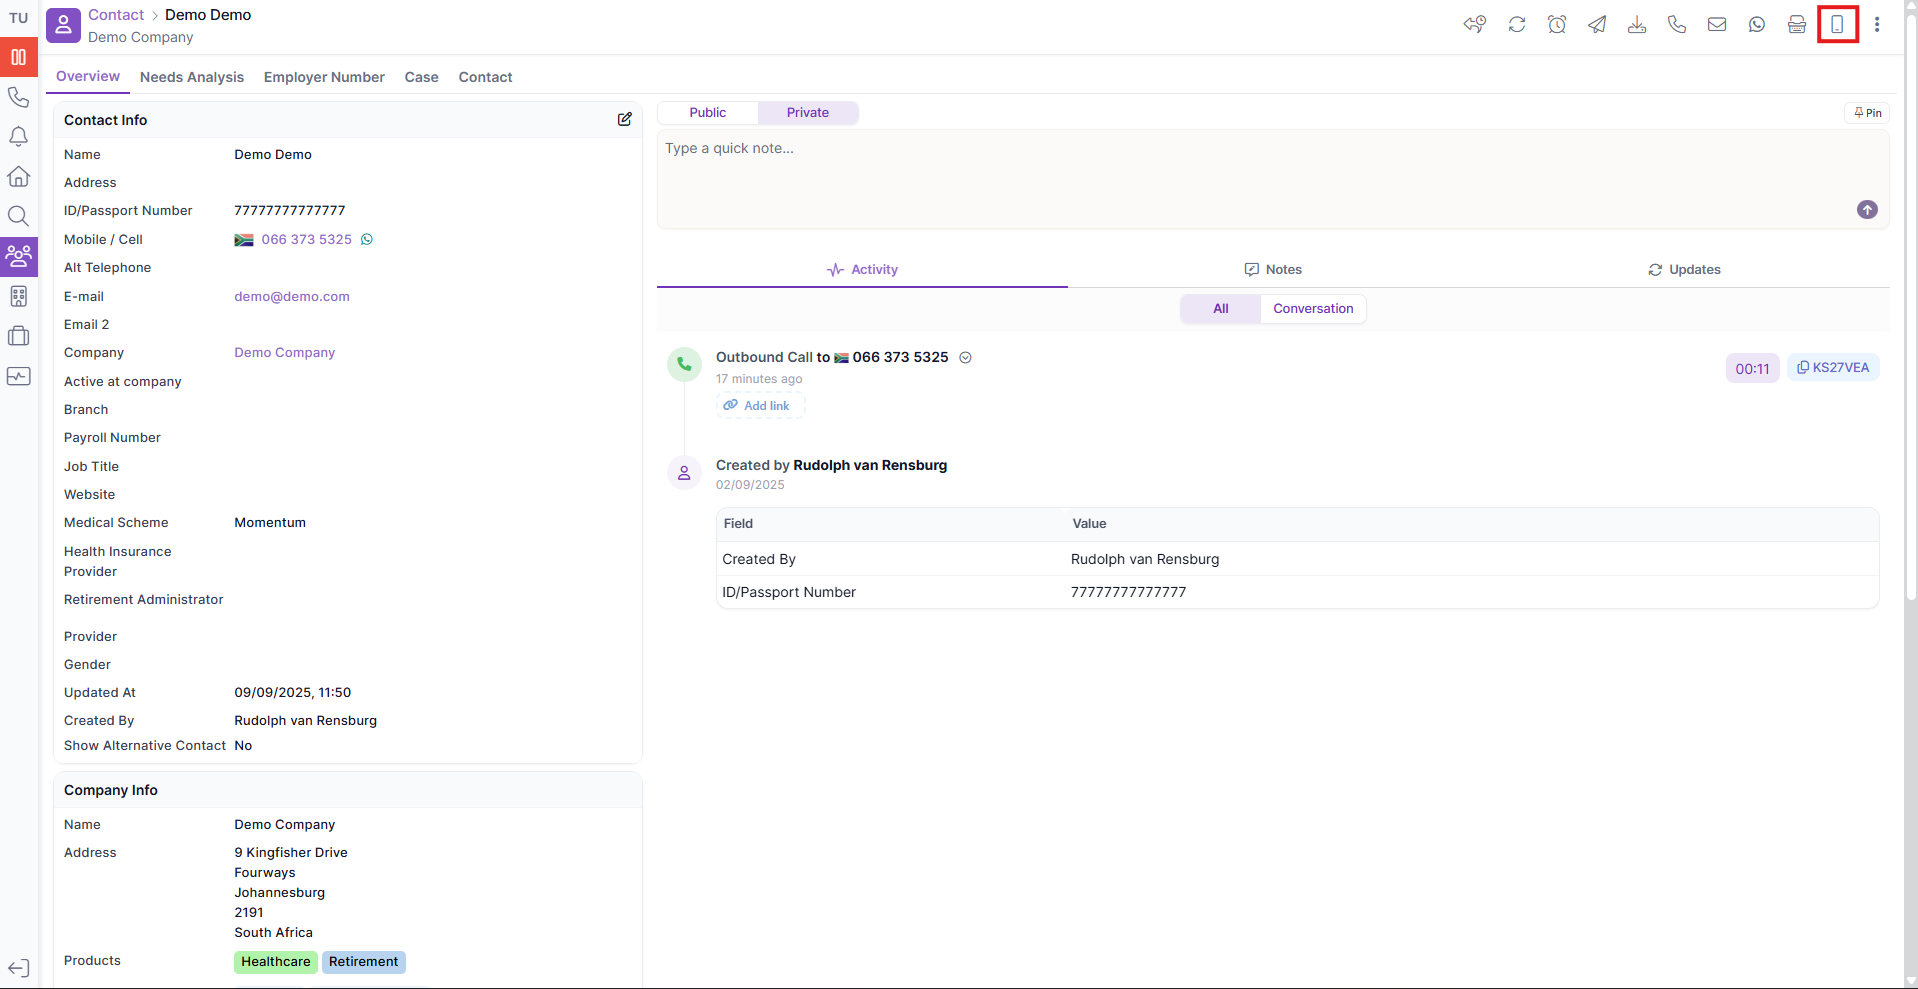 TU
Contact > Demo Demo
Demo Company
Overview Needs Analysis Employer Number Case Contact
Contact Info
Name Demo Demo
Address
ID/Passport Number 77777777777777
Mobile / Cell 066 373 5325
Alt Telephone
E-mail demo@demo.com
Email 2
Company Demo Company
Active at company
Branch
Payroll Number
Job Title
Website
Medical Scheme Momentum
Health Insurance
Provider
Retirement Administrator
Provider
Gender
Updated At 09/09/2025, 11:50
Created By Rudolph van Rensburg
Show Alternative Contact No
Company Info
Name Demo Company
Address 9 Kingfisher Drive
Fourways
Johannesburg
2191
South Africa
Products Healthcare Retirement
Public Private
Pin
Type a quick note...
Activity Notes Updates
All Conversation
Outbound Call to 066 373 5325
00:11 KS27VEA
17 minutes ago
Add link
Created by Rudolph van Rensburg
02/09/2025
Field Value
Created By Rudolph van Rensburg
ID/Passport Number 77777777777777